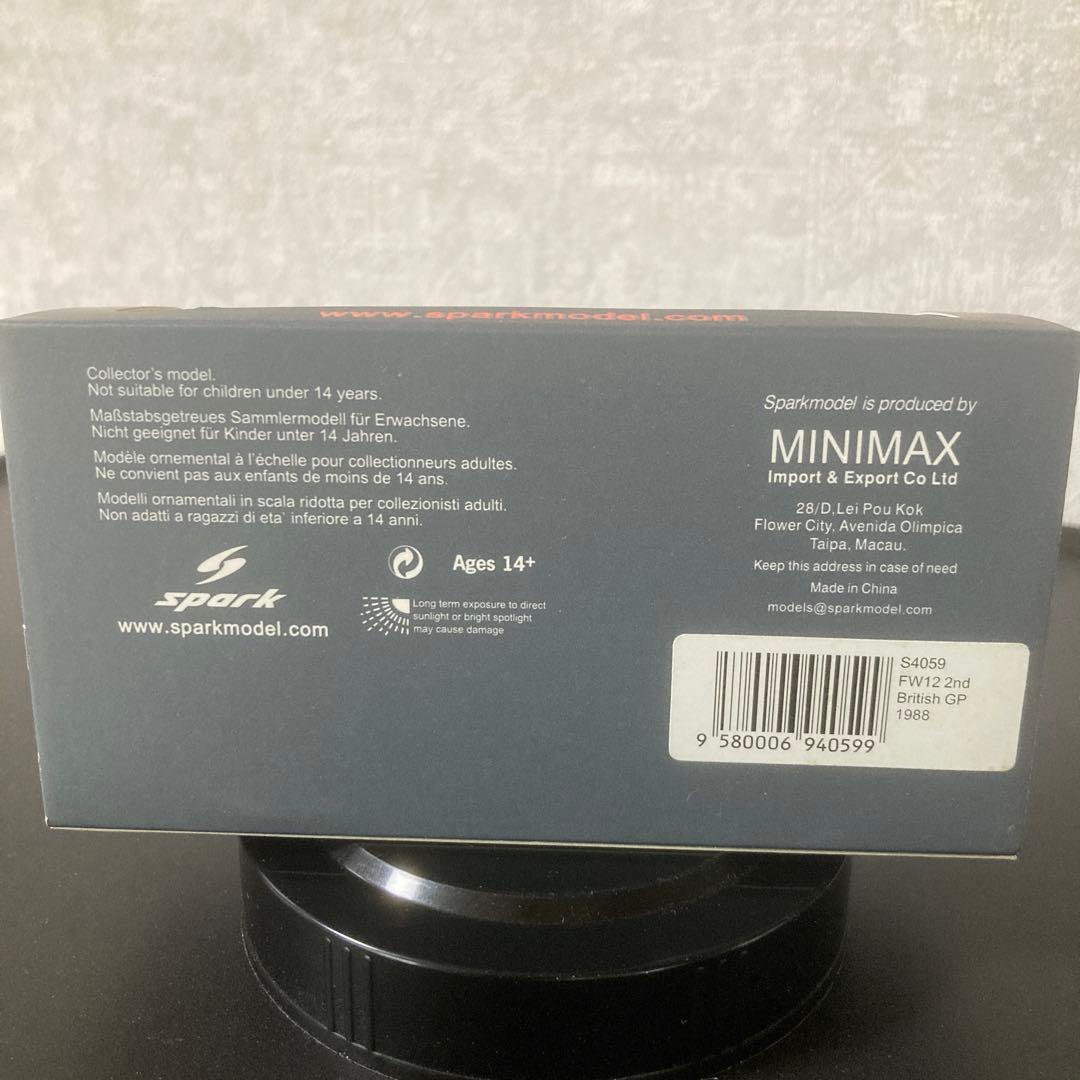 www.sparkmodel.com
Collector's model.
Not suitable for children under 14 years.
Maßstabsgetreues Sammlermodell für Erwachsene.
Nicht geeignet für Kinder unter 14 Jahren.
Modèle ornemental à l'échelle pour collectionneurs adultes.
Ne convient pas aux enfants de moins de 14 ans.
Modelli ornamentali in scala ridotta per collezionisti adulti.
Non adatti a ragazzi di eta` inferiore a 14 anni.
spark
www.sparkmodel.com
Ages 14+
Long term exposure to direct
sunlight or bright spotlight
may cause damage
Sparkmodel is produced by
MINIMAX
Import & Export Co Ltd
28/D, Lei Pou Kok
Flower City, Avenida Olimpica
Taipa, Macau.
Keep this address in case of need
Made in China
models@sparkmodel.com
S4059
FW12 2nd
British GP
1988
9 580006 940599